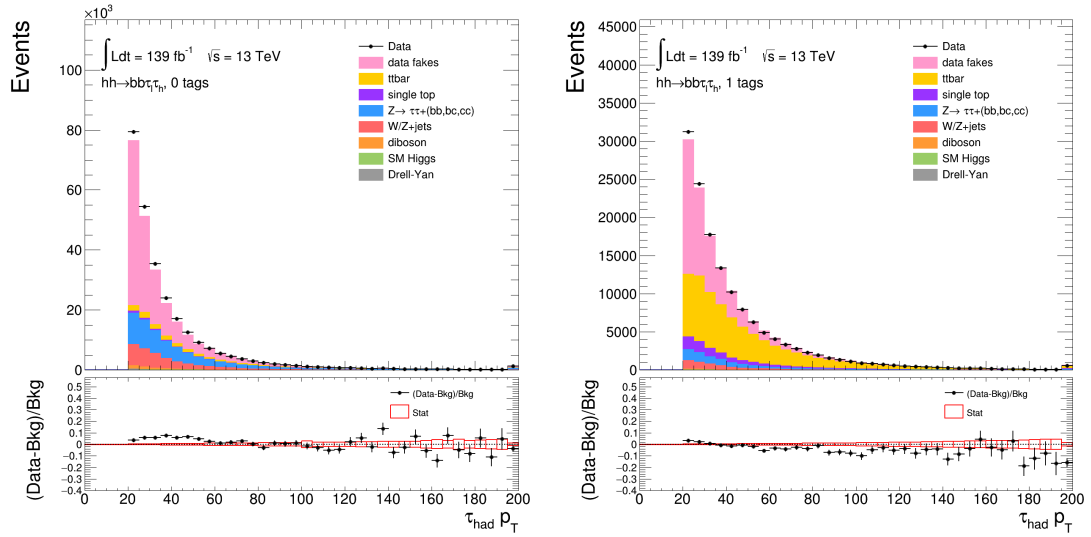 ×10³
Events
∫Ldt = 139 fb⁻¹ √s = 13 TeV
hh→bbτₗτₕ, 0 tags
Data
data fakes
ttbar
single top
Z→ ττ+(bb,bc,cc)
W/Z+jets
diboson
SM Higgs
Drell-Yan
100
80
60
40
20
0
(Data-Bkg)/Bkg
0.5
0.4
0.3
0.2
0.1
0
−0.1
−0.2
−0.3
−0.4
(Data-Bkg)/Bkg
Stat
0 20 40 60 80 100 120 140 160 180 200
τhad pT
Events
∫Ldt = 139 fb⁻¹ √s = 13 TeV
hh→bbτₗτₕ, 1 tags
Data
data fakes
ttbar
single top
Z→ ττ+(bb,bc,cc)
W/Z+jets
diboson
SM Higgs
Drell-Yan
45000
40000
35000
30000
25000
20000
15000
10000
5000
0
(Data-Bkg)/Bkg
0.5
0.4
0.3
0.2
0.1
0
−0.1
−0.2
−0.3
−0.4
(Data-Bkg)/Bkg
Stat
0 20 40 60 80 100 120 140 160 180 200
τhad pT